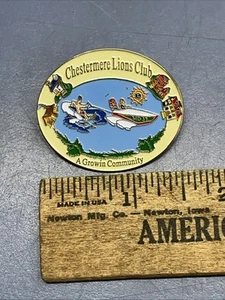 Chestermere Lions Club
A Growin Community
1 2
MADE IN USA
Newton Mfg. Co. — Newton, Iowa
AMERIC